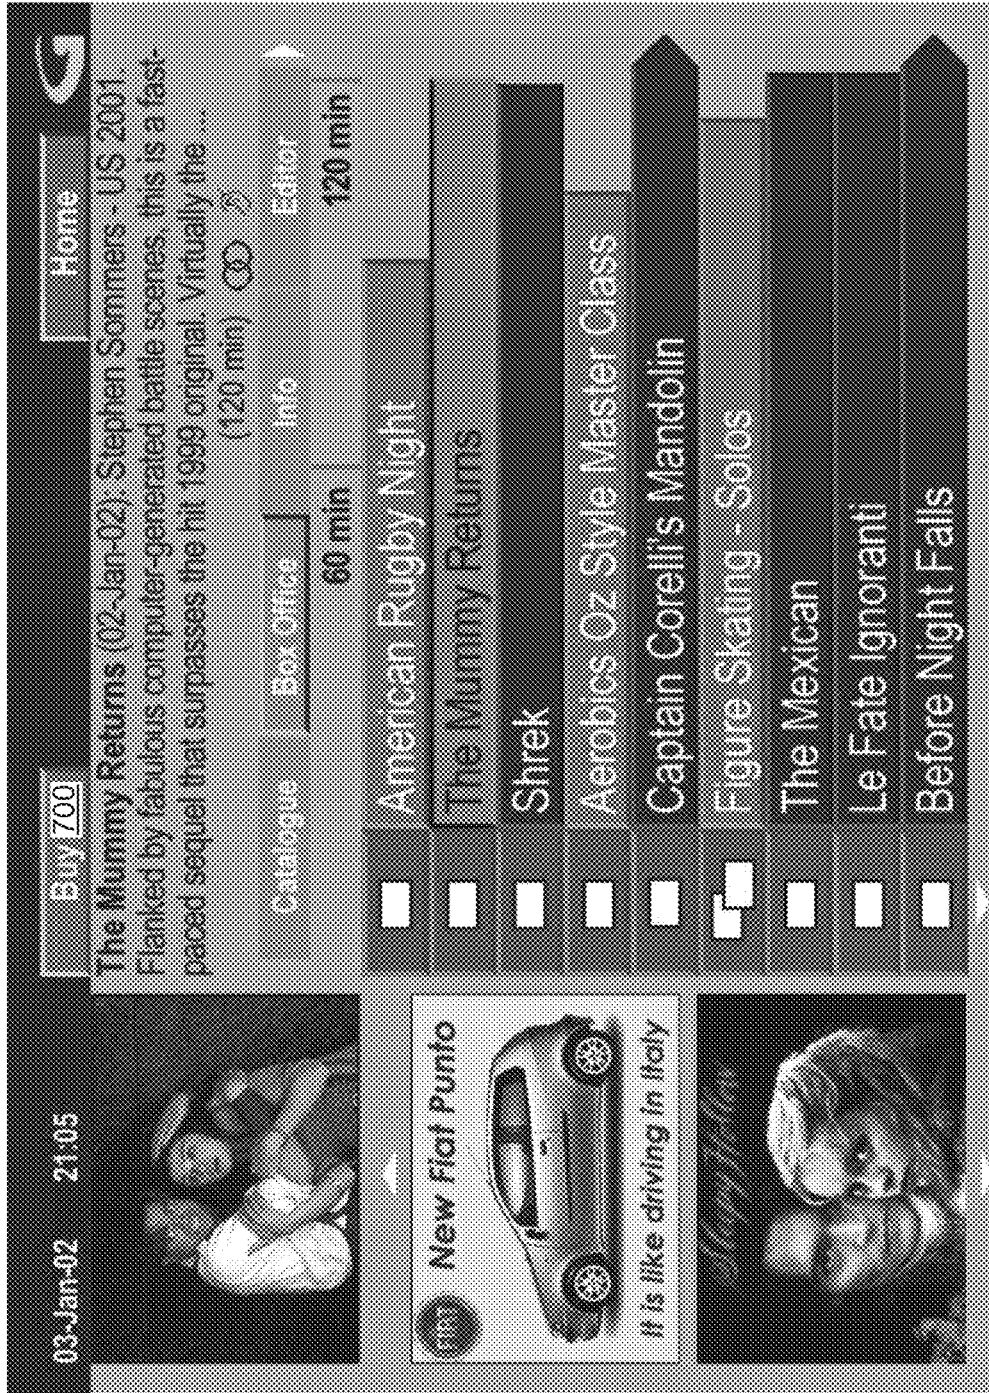 03-Jan-02 21:05
Buy 700
Home
The Mummy Returns (02-Jan-02) Stephen Sommers - US 2001.
Flanked by fabulous computer-generated battle scenes, this is a fast-
paced sequel that surpasses the hit 1999 original. Virtually the ...
(120 min)
Catalogue
Box Office
Info
Editor
60 min
120 min
American Rugby Night
The Mummy Returns
Shrek
Aerobics Oz Style Master Class
Captain Corelli's Mandolin
Figure Skating - Solos
The Mexican
Le Fate Ignoranti
Before Night Falls
FIAT
New Fiat Punto
It is like driving in Italy